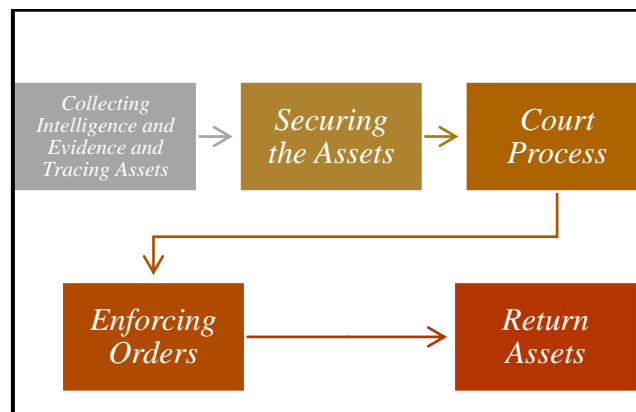 Collecting
Intelligence and
Evidence and
Tracing Assets
Securing
the Assets
Court
Process
Enforcing
Orders
Return
Assets